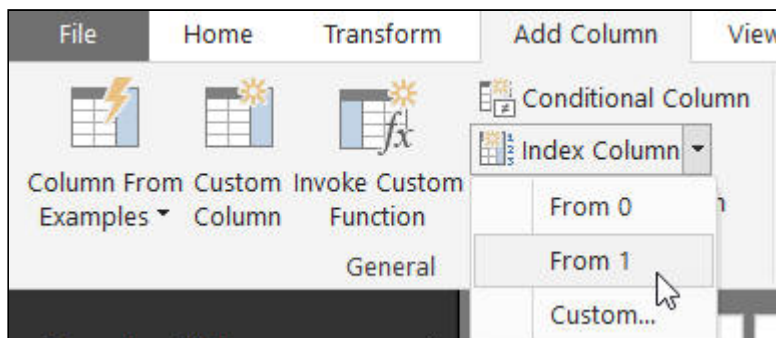 File Home Transform Add Column View
Conditional Column
Index Column
Column From Custom Invoke Custom
Examples Column Function
General
From 0
From 1
Custom...